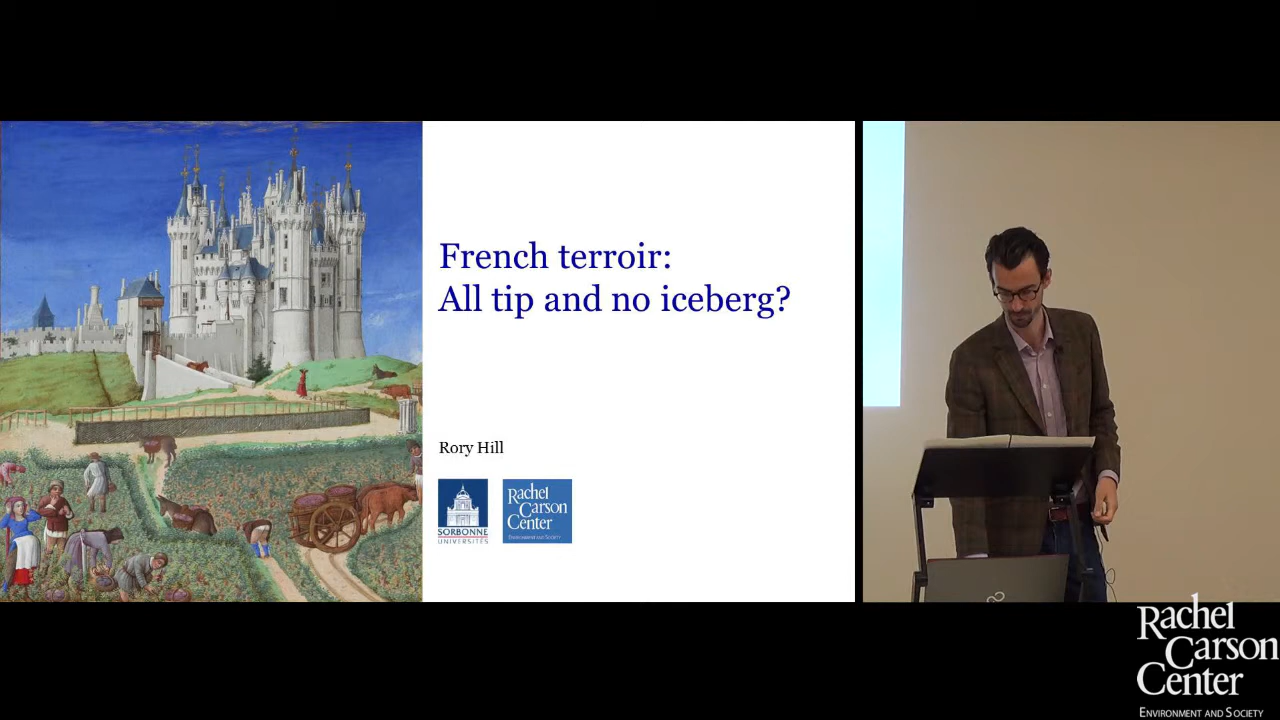 French terroir:
All tip and no iceberg?
Rory Hill
SORBONNE
UNIVERSITÉS
Rachel
Carson
Center
ENVIRONMENT AND SOCIETY
Rachel
Carson
Center
ENVIRONMENT AND SOCIETY